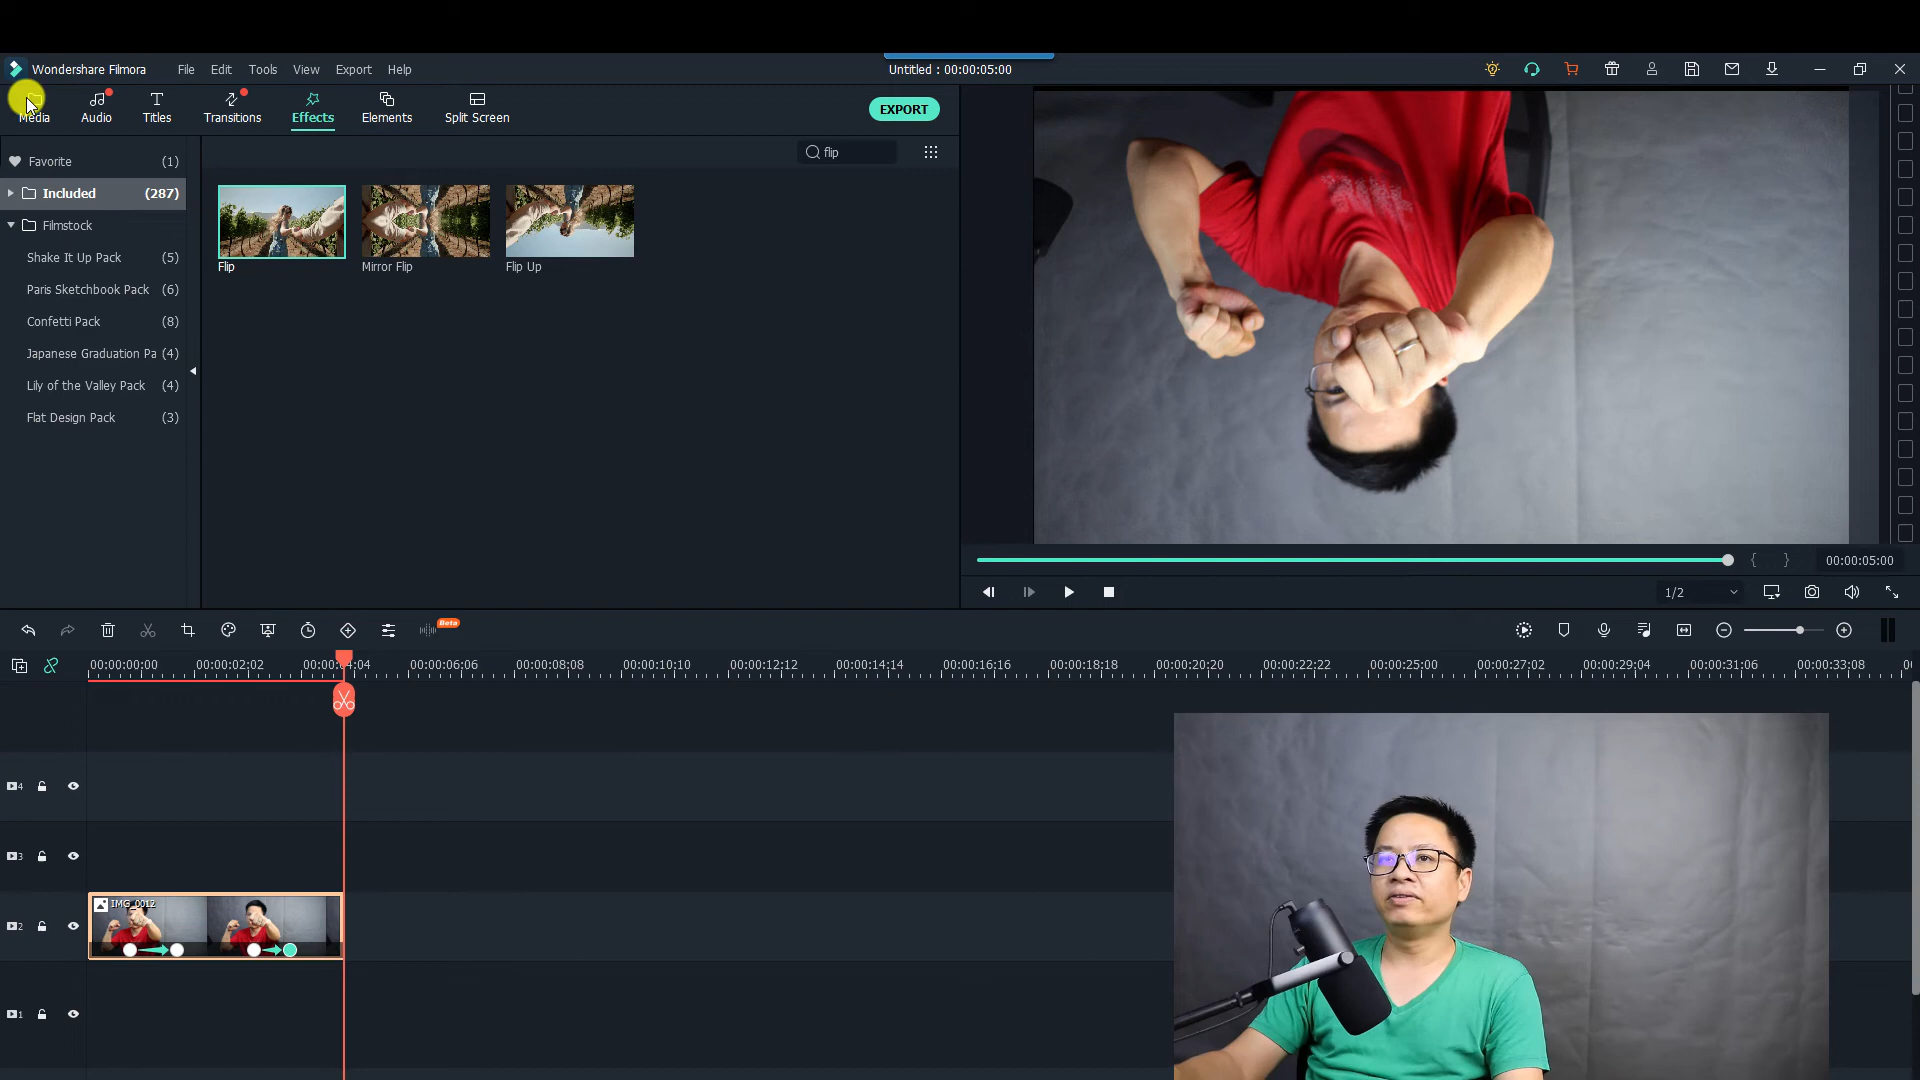 Wondershare Filmora File Edit Tools View Export Help Untitled : 00:00:05:00
Media Audio Titles Transitions Effects Elements Split Screen EXPORT
Favorite (1) flip
Included (287)
Filmstock
Shake It Up Pack (5)
Paris Sketchbook Pack (6)
Confetti Pack (8)
Japanese Graduation Pa (4)
Lily of the Valley Pack (4)
Flat Design Pack (3)
Flip Mirror Flip Flip Up
{ } 00:00:05:00
1/2
Beta
00:00:00:00 00:00:02:02 00:00:04:04 00:00:06:06 00:00:08:08 00:00:10:10 00:00:12:12 00:00:14:14 00:00:16:16 00:00:18:18 00:00:20:20 00:00:22:22 00:00:25:00 00:00:27:02 00:00:29:04 00:00:31:06 00:00:33:08
4
3
IMG_0012
2
1